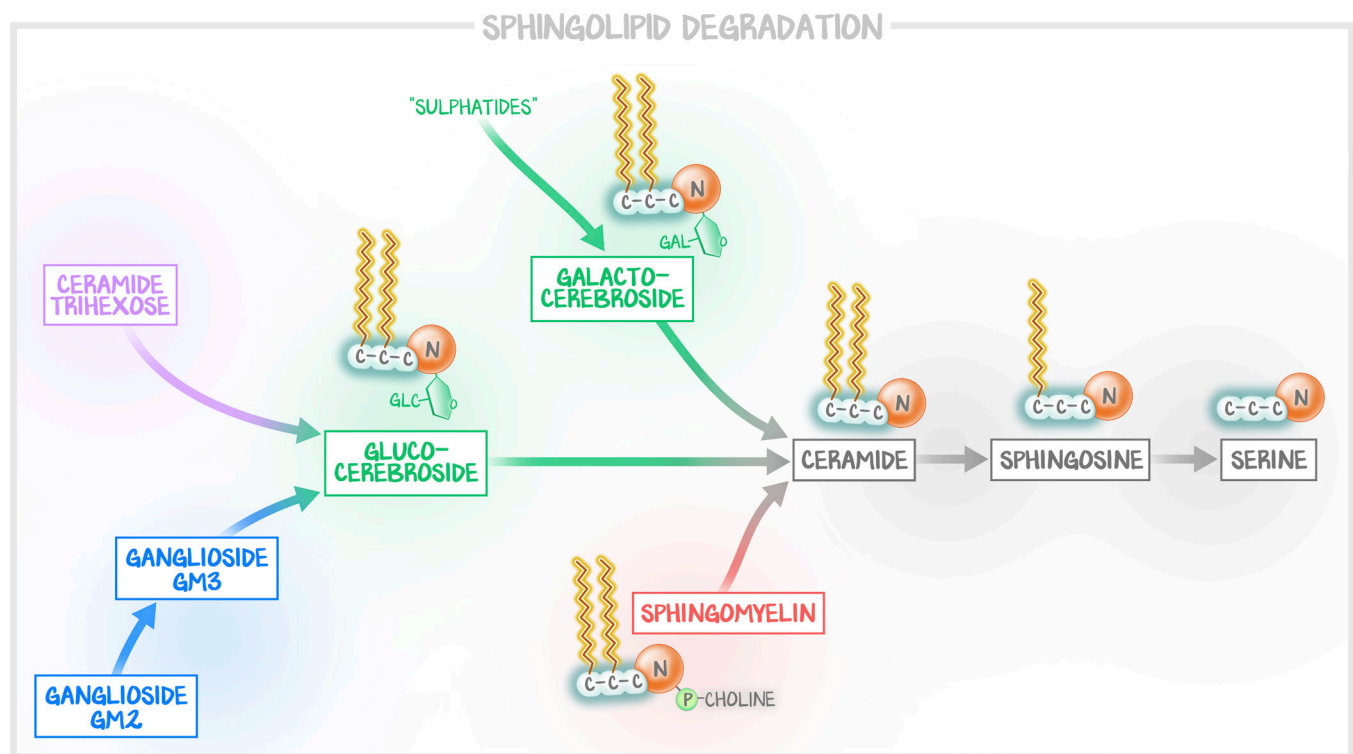 SPHINGOLIPID DEGRADATION
"SULPHATIDES"
C-C-C N
GAL O
GALACTO-
CEREBROSIDE
CERAMIDE
TRIHEXOSE
C-C-C N
GLC O
GLUCO-
CEREBROSIDE
C-C-C N
CERAMIDE
C-C-C N
SPHINGOSINE
C-C-C N
SERINE
GANGLIOSIDE
GM3
SPHINGOMYELIN
C-C-C N
P-CHOLINE
GANGLIOSIDE
GM2